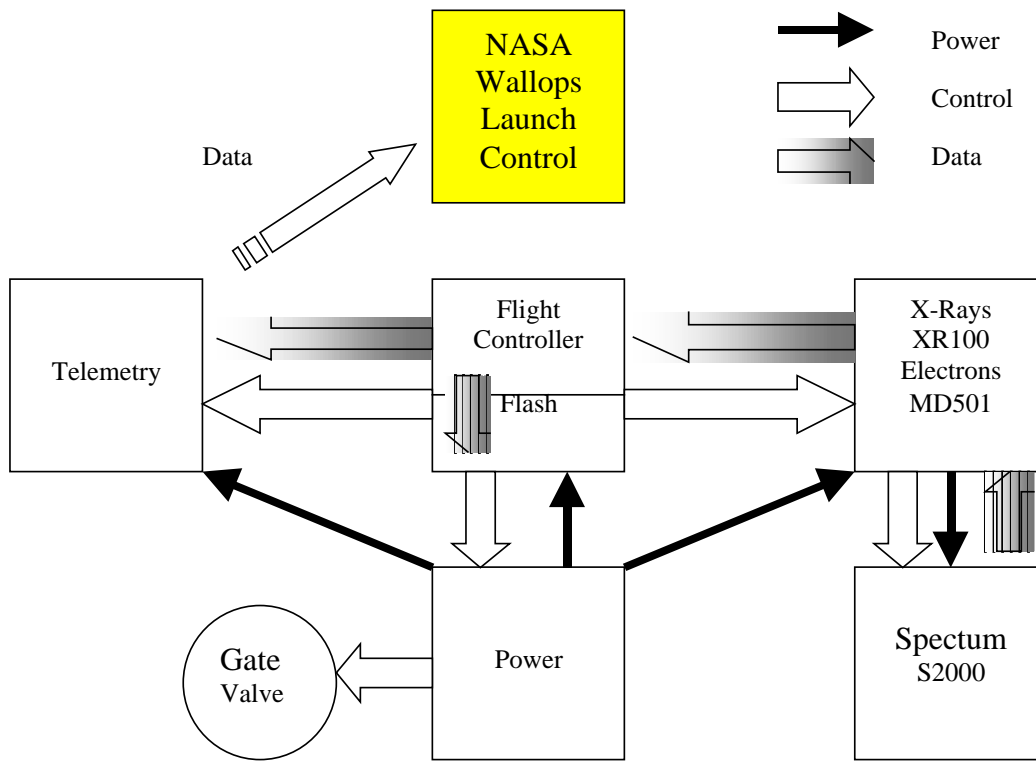 NASA
Wallops
Launch
Control
Power
Control
Data
Data
Telemetry
Flight
Controller
Flash
X-Rays
XR100
Electrons
MD501
Gate
Valve
Power
Spectum
S2000